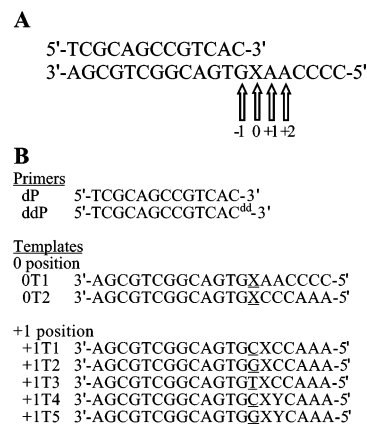 A
5'-TCGCAGCCGTCAC-3'
3'-AGCGTCGGCAGTGXAACCCC-5'
-1 0 +1 +2
B
Primers
dP 5'-TCGCAGCCGTCAC-3'
ddP 5'-TCGCAGCCGTCACdd-3'
Templates
0 position
0T1 3'-AGCGTCGGCAGTGXAACCCC-5'
0T2 3'-AGCGTCGGCAGTGXCCCAAA-5'
+1 position
+1T1 3'-AGCGTCGGCAGTGCXCCAAA-5'
+1T2 3'-AGCGTCGGCAGTGGXCCAAA-5'
+1T3 3'-AGCGTCGGCAGTGTXCCAAA-5'
+1T4 3'-AGCGTCGGCAGTGCXYCAAA-5'
+1T5 3'-AGCGTCGGCAGTGGXYCAAA-5'